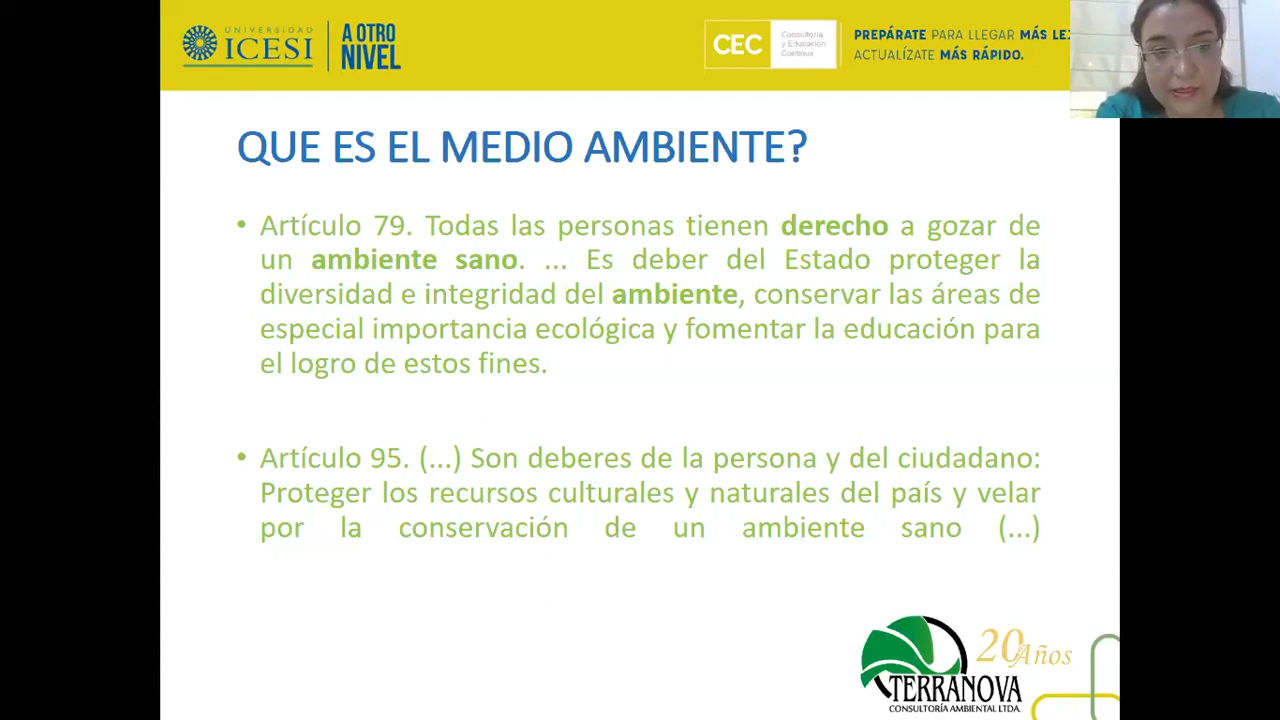 UNIVERSIDAD
ICESI
A OTRO
NIVEL
CEC
Consultoría
y Educación
Continua
PREPÁRATE PARA LLEGAR MÁS LE
ACTUALÍZATE MÁS RÁPIDO.
QUE ES EL MEDIO AMBIENTE?
• Artículo 79. Todas las personas tienen derecho a gozar de
un ambiente sano. ... Es deber del Estado proteger la
diversidad e integridad del ambiente, conservar las áreas de
especial importancia ecológica y fomentar la educación para
el logro de estos fines.
• Artículo 95. (...) Son deberes de la persona y del ciudadano:
Proteger los recursos culturales y naturales del país y velar
por la conservación de un ambiente sano (...)
20 Años
TERRANOVA
CONSULTORÍA AMBIENTAL LTDA.